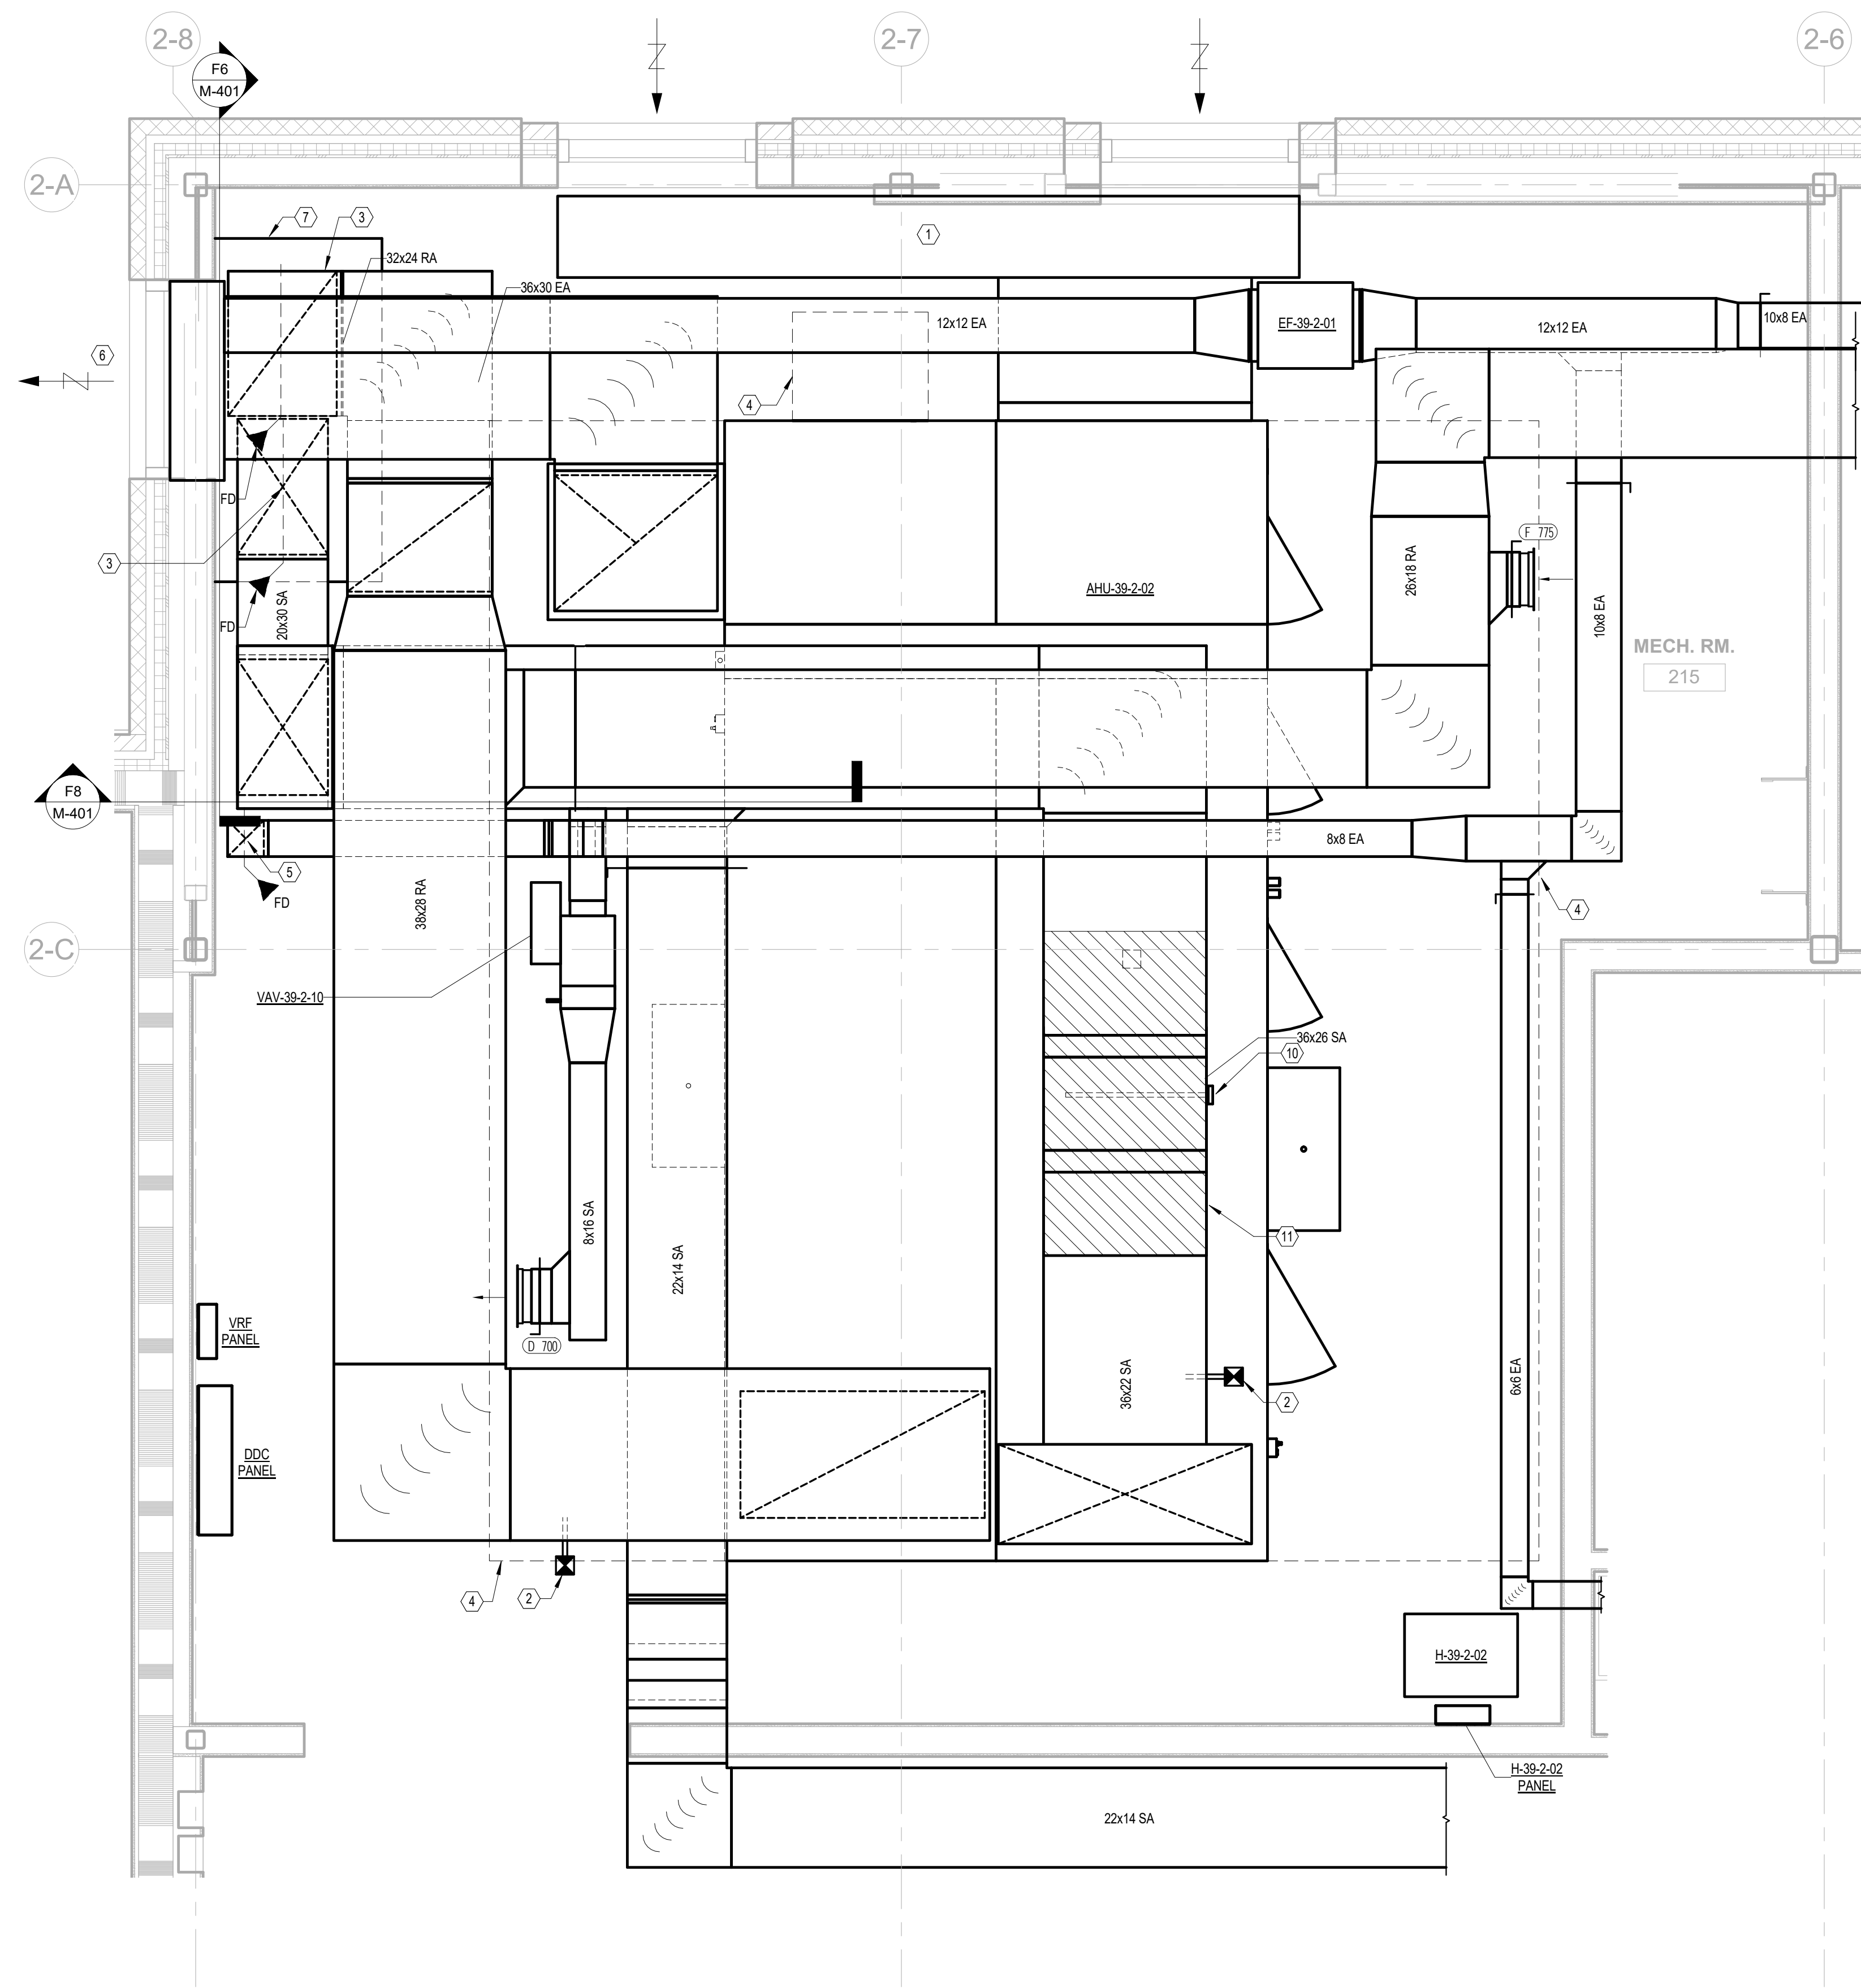 2-8
2-7
2-6
F6
M-401
2-A
7
3
1
32x24 RA
36x30 EA
12x12 EA
EF-39-2-01
12x12 EA
10x8 EA
6
4
FD
F 775
3
AHU-39-2-02
26x18 RA
10x8 EA
20x30 SA
FD
MECH. RM.
215
F8
M-401
8x8 EA
5
FD
38x28 RA
4
2-C
VAV-39-2-10
36x26 SA
10
8x16 SA
22x14 SA
11
VRF
PANEL
D 700
36x22 SA
6x6 EA
2
DDC
PANEL
4
2
H-39-2-02
H-39-2-02
PANEL
22x14 SA